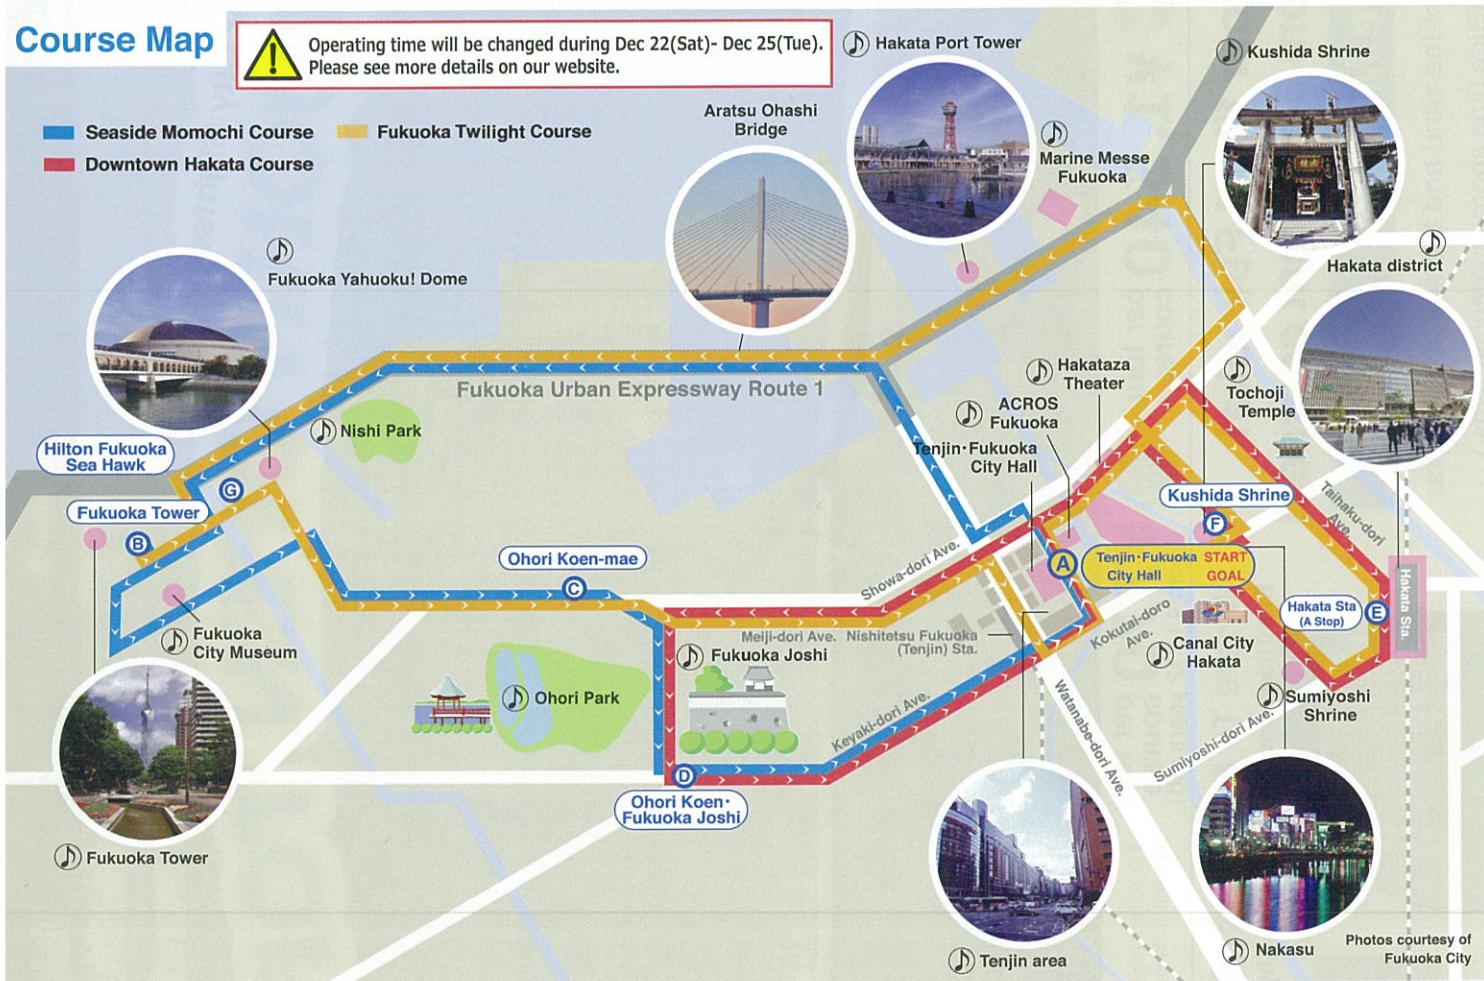 Course Map
Operating time will be changed during Dec 22(Sat)- Dec 25(Tue).
Please see more details on our website.
Seaside Momochi Course
Fukuoka Twilight Course
Downtown Hakata Course
Hakata Port Tower
Kushida Shrine
Aratsu Ohashi
Bridge
Marine Messe
Fukuoka
Hakata district
Fukuoka Yahuoku! Dome
Fukuoka Urban Expressway Route 1
Hakataza
Theater
ACROS
Fukuoka
Tochoji
Temple
Nishi Park
Tenjin·Fukuoka
City Hall
Hilton Fukuoka
Sea Hawk
G
Fukuoka Tower
B
Kushida Shrine
F
Taihaku-dori
Ave.
Ohori Koen-mae
C
Showa-dori Ave.
A
Tenjin·Fukuoka
City Hall
START
GOAL
Hakata Sta
(A Stop)
E
Hakata Sta.
Fukuoka
City Museum
Meiji-dori Ave.
Nishitetsu Fukuoka
(Tenjin) Sta.
Kokutai-doro
Ave.
Canal City
Hakata
Fukuoka Joshi
Ohori Park
Sumiyoshi
Shrine
Keyaki-dori Ave.
Watanabe-dori Ave.
Sumiyoshi-dori Ave.
D
Ohori Koen·
Fukuoka Joshi
Fukuoka Tower
Tenjin area
Nakasu
Photos courtesy of
Fukuoka City